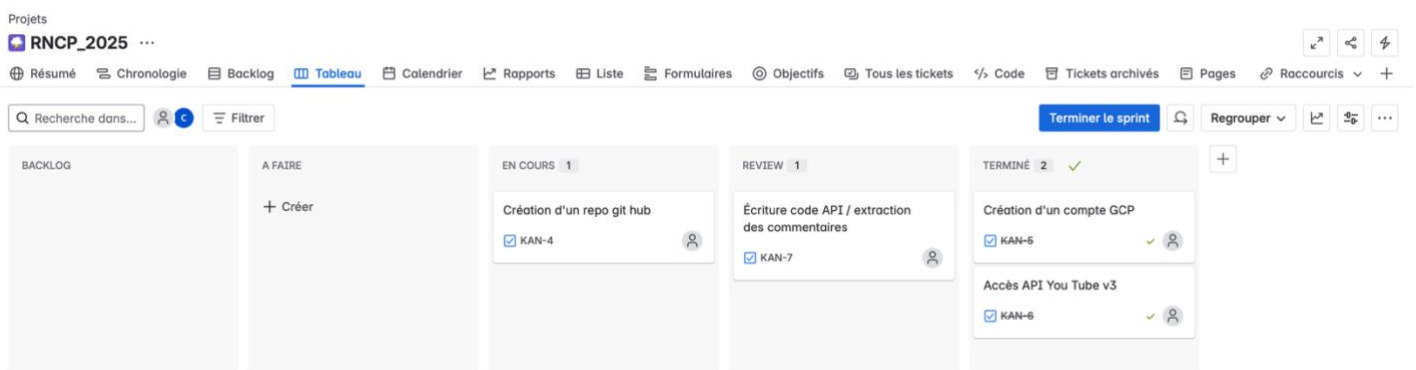 Projets
RNCP_2025 ...
Résumé Chronologie Backlog Tableau Calendrier Rapports Liste Formulaires Objectifs Tous les tickets Code Tickets archivés Pages Raccourcis
Recherche dans... C Filtrer Terminer le sprint Regrouper
BACKLOG
A FAIRE
+ Créer
EN COURS 1
Création d'un repo git hub
KAN-4
REVIEW 1
Écriture code API / extraction
des commentaires
KAN-7
TERMINÉ 2
Création d'un compte GCP
KAN-5
Accès API You Tube v3
KAN-6